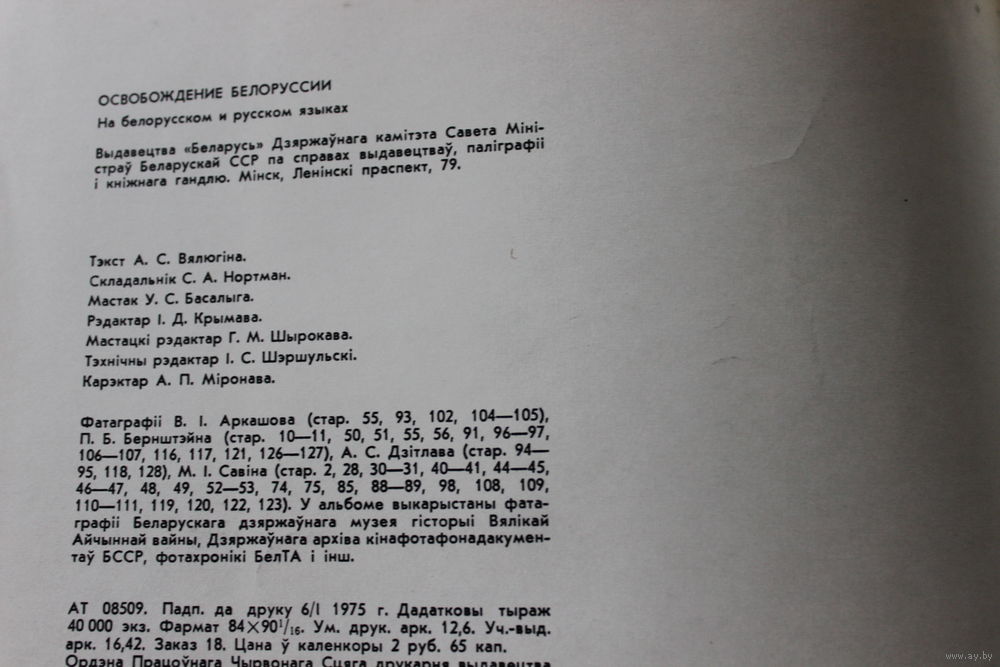 ОСВОБОЖДЕНИЕ БЕЛОРУССИИ
На белорусском и русском языках
Выдавецтва «Беларусь» Дзяржаўнага камітэта Савета Міні-
страў Беларускай ССР па справах выдавецтваў, паліграфіі
і кніжнага гандлю. Мінск, Ленінскі праспект, 79.
Тэкст А. С. Вялюгіна.
Складальнік С. А. Нортман.
Мастак У. С. Басалыга.
Рэдактар І. Д. Крымава.
Мастацкі рэдактар Г. М. Шырокава.
Тэхнічны рэдактар І. С. Шэршульскі.
Карэктар А. П. Міронава.
Фатаграфіі В. І. Аркашова (стар. 55, 93, 102, 104—105),
П. Б. Бернштэйна (стар. 10—11, 50, 51, 55, 56, 91, 96—97,
106—107, 116, 117, 121, 126—127), А. С. Дзітлава (стар. 94—
95, 118, 128), М. І. Савіна (стар. 2, 28, 30—31, 40—41, 44—45,
46—47, 48, 49, 52—53, 74, 75, 85, 88—89, 98, 108, 109,
110—111, 119, 120, 122, 123). У альбоме выкарыстаны фата-
графіі Беларускага дзяржаўнага музея гісторыі Вялікай
Айчыннай вайны, Дзяржаўнага архіва кінафотафонадакумен-
таў БССР, фотахронікі БелТА і інш.
АТ 08509. Падп. да друку 6/I 1975 г. Дадатковы тыраж
40 000 экз. Фармат 84×90¹/₁₆. Ум. друк. арк. 12,6. Уч.-выд.
арк. 16,42. Заказ 18. Цана ў каленкоры 2 руб. 65 кап.
Ордэна Працоўнага Чырвонага Сцяга друкарня выдавецтва
www.ay.by